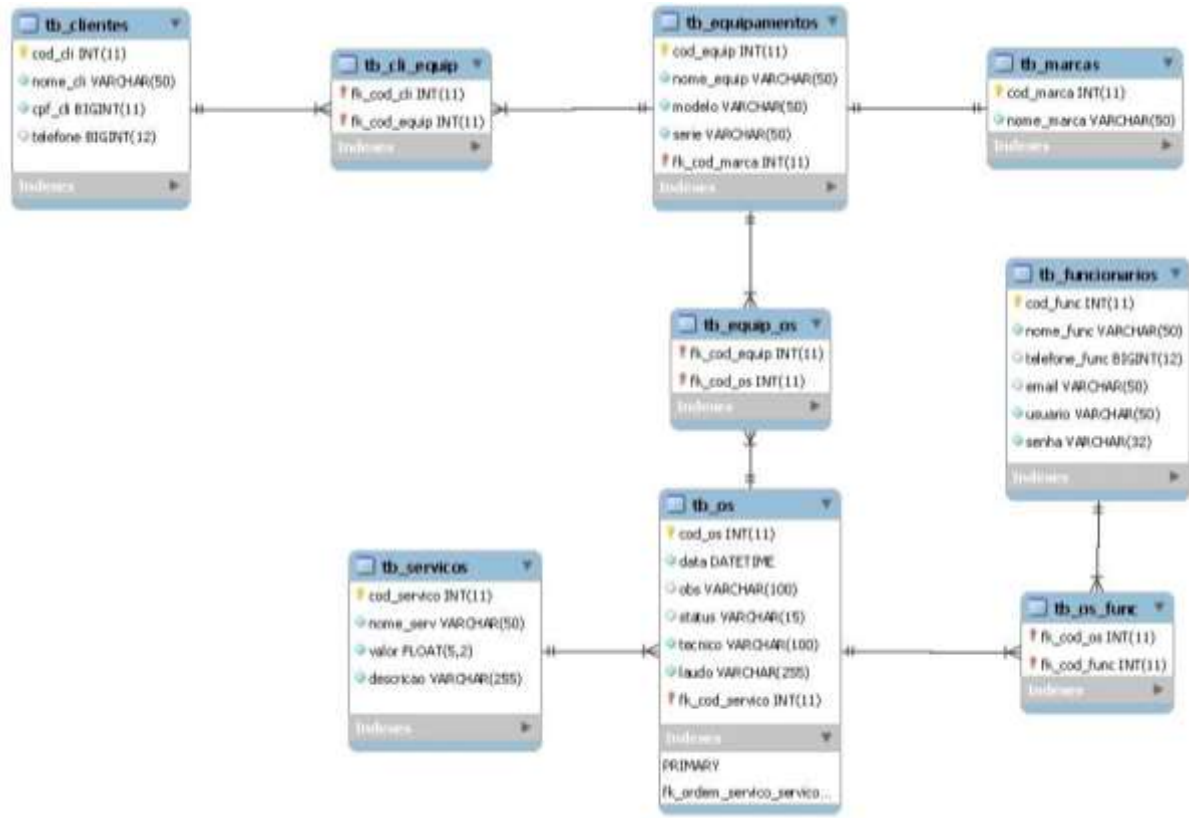 tb_clientes
cod_cli INT(11)
nome_cli VARCHAR(50)
cpf_cli BIGINT(11)
telefone BIGINT(12)
Indexes
tb_cli_equip
fk_cod_cli INT(11)
fk_cod_equip INT(11)
Indexes
tb_equipamentos
cod_equip INT(11)
nome_equip VARCHAR(50)
modelo VARCHAR(50)
serie VARCHAR(50)
fk_cod_marca INT(11)
Indexes
tb_marcas
cod_marca INT(11)
nome_marca VARCHAR(50)
Indexes
tb_equip_os
fk_cod_equip INT(11)
fk_cod_os INT(11)
Indexes
tb_funcionarios
cod_func INT(11)
nome_func VARCHAR(50)
telefone_func BIGINT(12)
email VARCHAR(50)
usuario VARCHAR(50)
senha VARCHAR(32)
Indexes
tb_servicos
cod_servico INT(11)
nome_serv VARCHAR(50)
valor FLOAT(5,2)
descricao VARCHAR(255)
Indexes
tb_os
cod_os INT(11)
data DATETIME
obs VARCHAR(100)
status VARCHAR(15)
tecnico VARCHAR(100)
laudo VARCHAR(255)
fk_cod_servico INT(11)
Indexes
PRIMARY
fk_ordem_servico_servico...
tb_os_func
fk_cod_os INT(11)
fk_cod_func INT(11)
Indexes